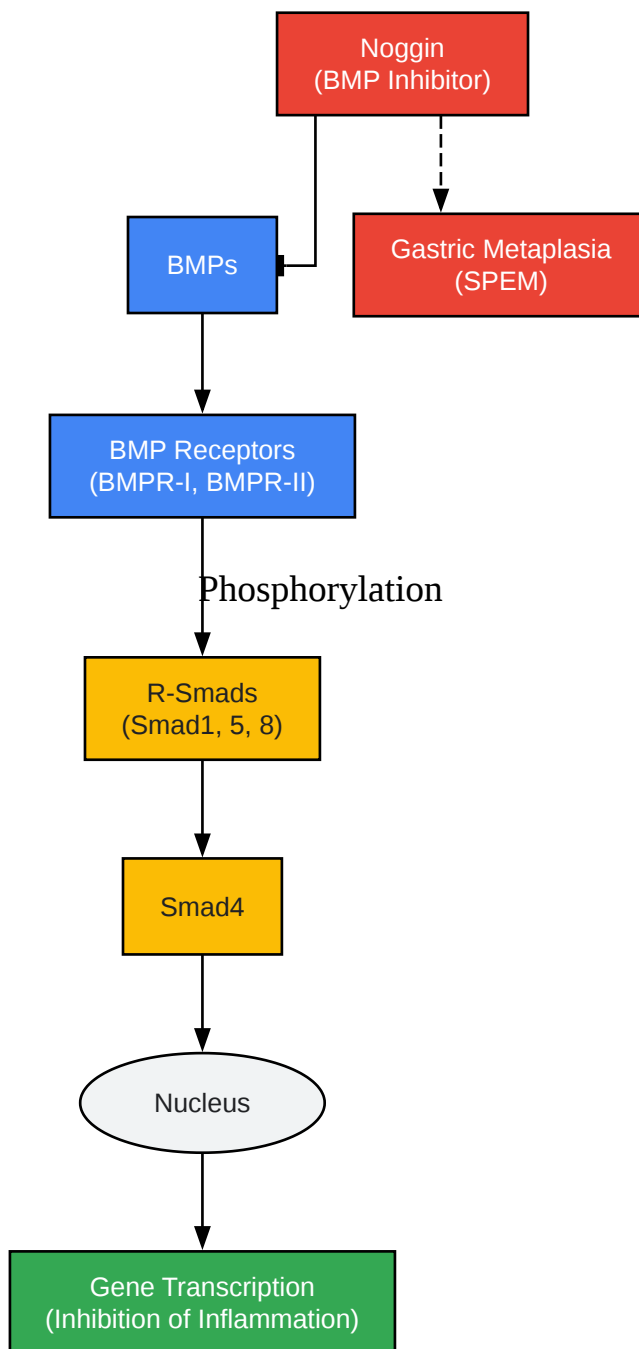 Noggin
(BMP Inhibitor)
BMPs
Gastric Metaplasia
(SPEM)
BMP Receptors
(BMPR-I, BMPR-II)
Phosphorylation
R-Smads
(Smad1, 5, 8)
Smad4
Nucleus
Gene Transcription
(Inhibition of Inflammation)